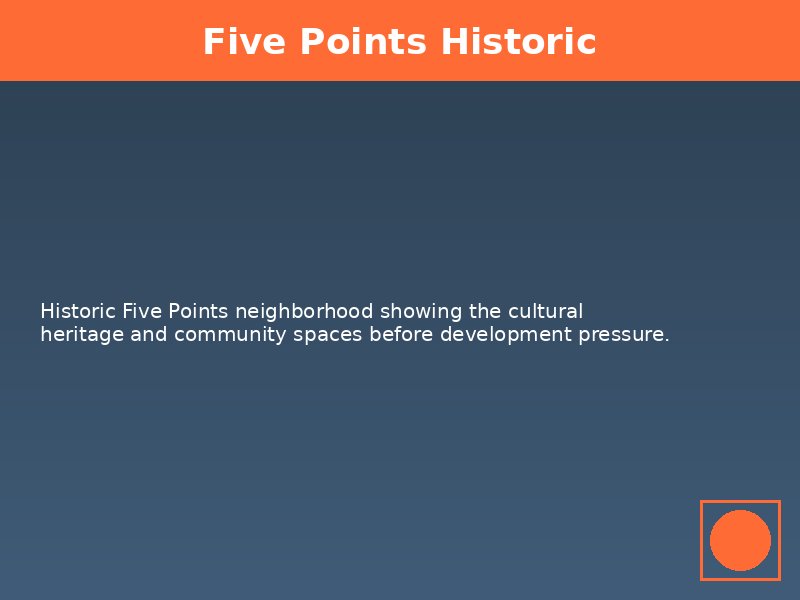 Five Points Historic
Historic Five Points neighborhood showing the cultural
heritage and community spaces before development pressure.